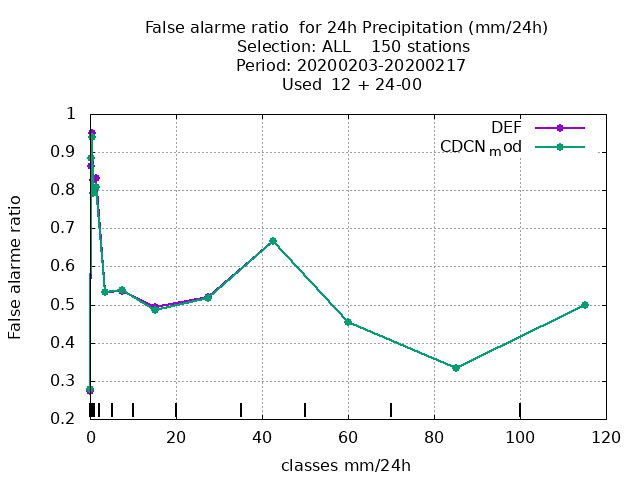 False alarme ratio  for 24h Precipitation (mm/24h)
Selection: ALL    150 stations
Period: 20200203-20200217
Used  12 + 24-00
DEF
CDCN_mod
False alarme ratio
1
0.9
0.8
0.7
0.6
0.5
0.4
0.3
0.2
0 20 40 60 80 100 120
classes mm/24h